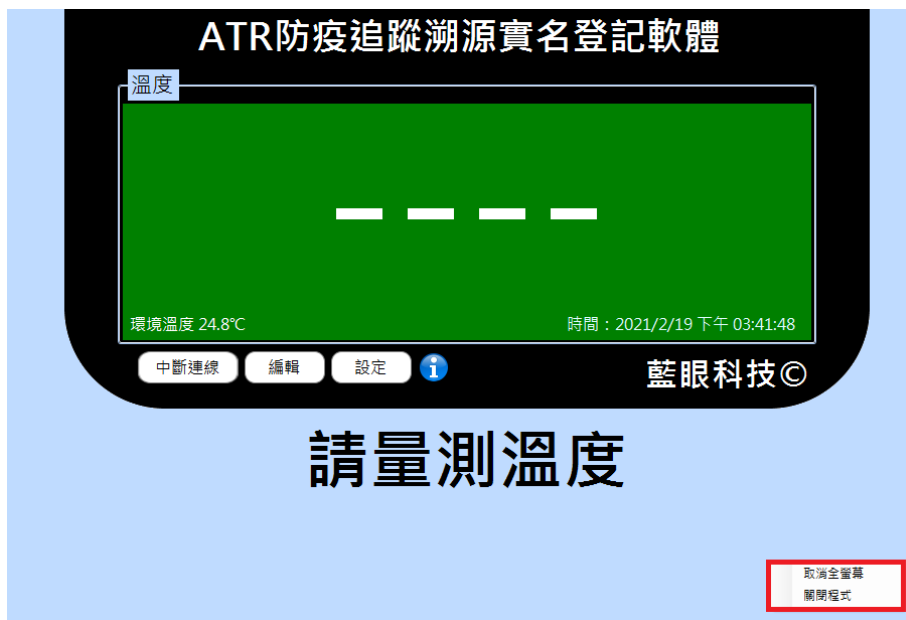 ATR防疫追蹤溯源實名登記軟體
溫度
環境溫度 24.8℃
時間：2021/2/19 下午 03:41:48
中斷連線
編輯
設定
藍眼科技©
請量測溫度
取消全螢幕
關閉程式